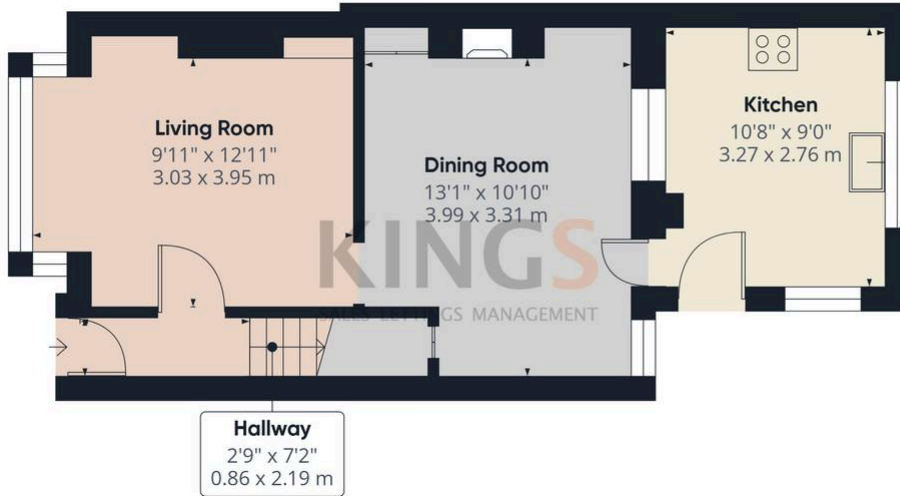 Living Room
9'11" x 12'11"
3.03 x 3.95 m
Dining Room
13'1" x 10'10"
3.99 x 3.31 m
Kitchen
10'8" x 9'0"
3.27 x 2.76 m
KINGS
SALES LETTINGS MANAGEMENT
Hallway
2'9" x 7'2"
0.86 x 2.19 m